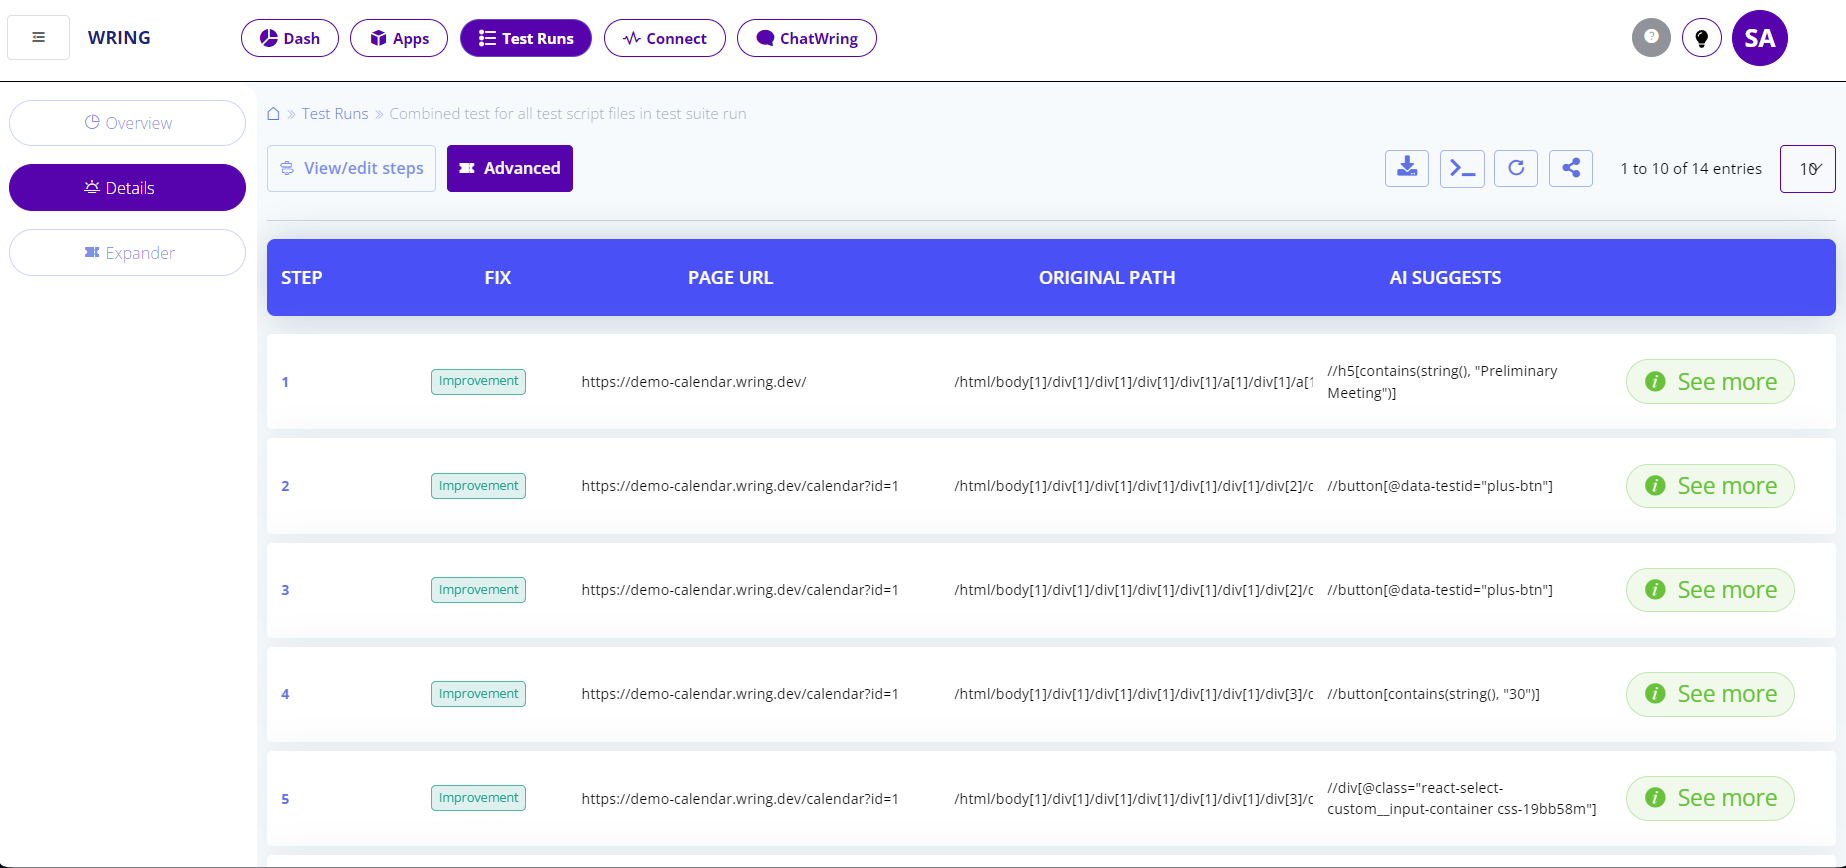 WRING
Dash
Apps
Test Runs
Connect
ChatWring
?
SA
Overview
Details
Expander
» Test Runs » Combined test for all test script files in test suite run
View/edit steps
Advanced
1 to 10 of 14 entries
10
STEP FIX PAGE URL ORIGINAL PATH AI SUGGESTS
1 Improvement https://demo-calendar.wring.dev/ /html/body[1]/div[1]/div[1]/div[1]/div[1]/a[1]/div[1]/a[1 //h5[contains(string(), "Preliminary
Meeting")]
See more
2 Improvement https://demo-calendar.wring.dev/calendar?id=1 /html/body[1]/div[1]/div[1]/div[1]/div[1]/div[1]/div[2]/c //button[@data-testid="plus-btn"] See more
3 Improvement https://demo-calendar.wring.dev/calendar?id=1 /html/body[1]/div[1]/div[1]/div[1]/div[1]/div[1]/div[2]/c //button[@data-testid="plus-btn"] See more
4 Improvement https://demo-calendar.wring.dev/calendar?id=1 /html/body[1]/div[1]/div[1]/div[1]/div[1]/div[1]/div[3]/c //button[contains(string(), "30")] See more
5 Improvement https://demo-calendar.wring.dev/calendar?id=1 /html/body[1]/div[1]/div[1]/div[1]/div[1]/div[1]/div[3]/c //div[@class="react-select-
custom__input-container css-19bb58m"]
See more